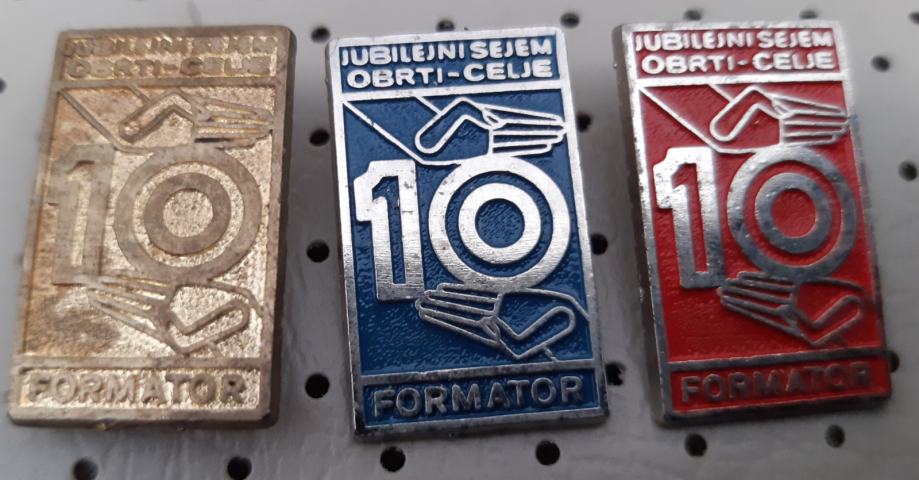 JUBILEJNI SEJEM
OBRTI-CELJE
10
FORMATOR
JUBILEJNI SEJEM
OBRTI-CELJE
10
FORMATOR
JUBILEJNI SEJEM
OBRTI-CELJE
10
FORMATOR